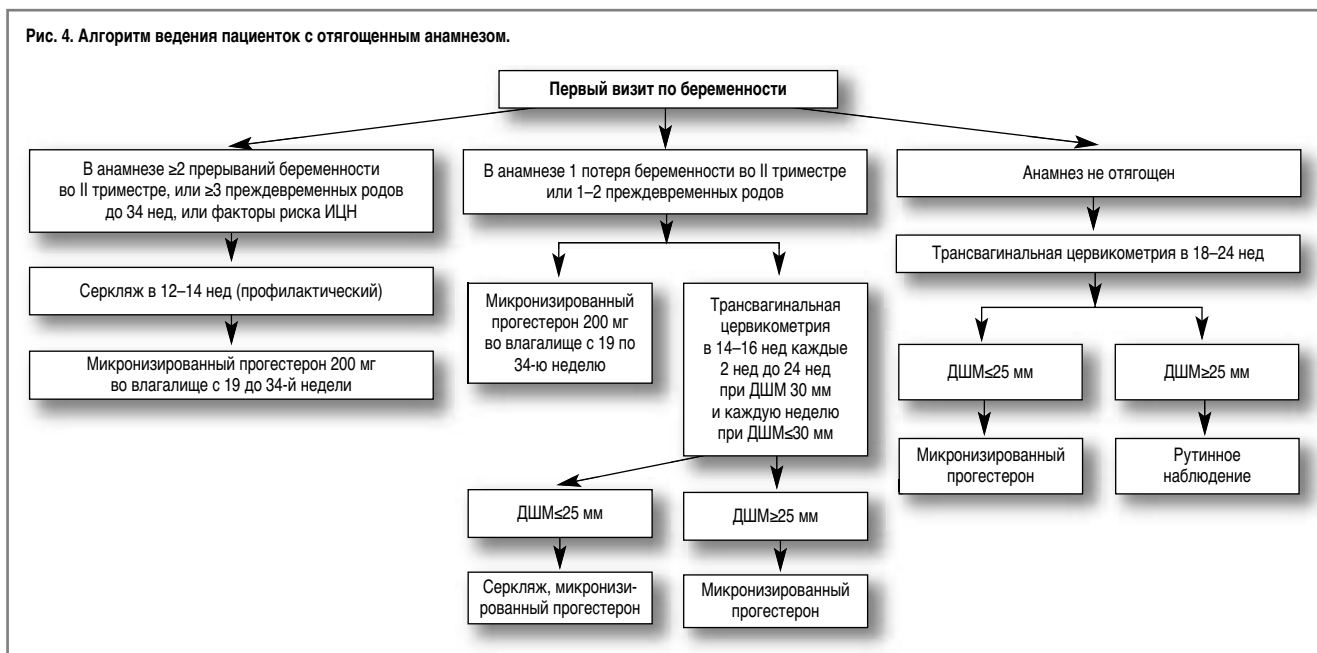 Рис. 4. Алгоритм ведения пациенток с отягощенным анамнезом.
Первый визит по беременности
В анамнезе ≥2 прерываний беременности
во II триместре, или ≥3 преждевременных родов
до 34 нед, или факторы риска ИЦН
Серкляж в 12–14 нед (профилактический)
Микронизированный прогестерон 200 мг
во влагалище с 19 до 34-й недели
В анамнезе 1 потеря беременности во II триместре
или 1–2 преждевременных родов
Микронизированный
прогестерон 200 мг
во влагалище с 19 по
34-ю неделю
Трансвагинальная
цервикометрия
в 14–16 нед каждые
2 нед до 24 нед
при ДШМ 30 мм
и каждую неделю
при ДШМ≤30 мм
ДШМ≤25 мм
Серкляж, микронизи-
рованный прогестерон
ДШМ≥25 мм
Микронизированный
прогестерон
Анамнез не отягощен
Трансвагинальная цервикометрия в 18–24 нед
ДШМ≤25 мм
Микронизированный
прогестерон
ДШМ≥25 мм
Рутинное
наблюдение